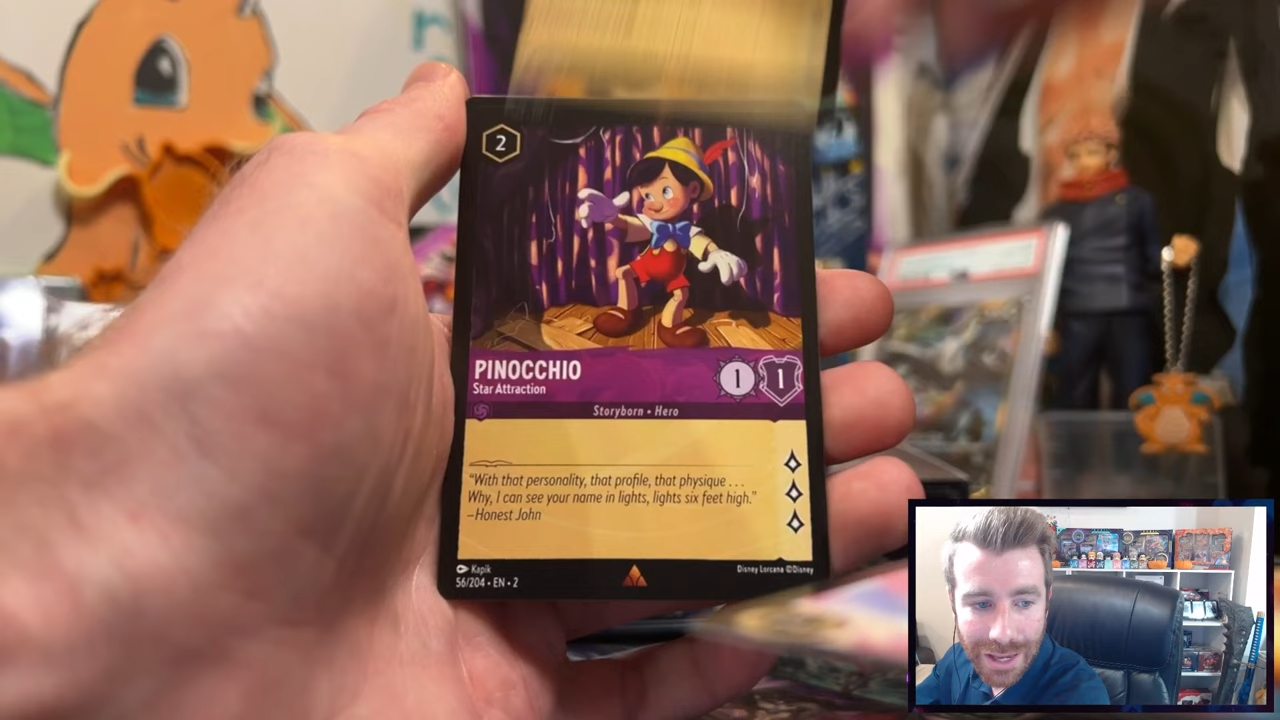 2
PINOCCHIO
Star Attraction
1 1
Storyborn • Hero
“With that personality, that profile, that physique . . .
Why, I can see your name in lights, lights six feet high.”
–Honest John
Kapik
Disney Lorcana ©Disney
56/204 • EN • 2